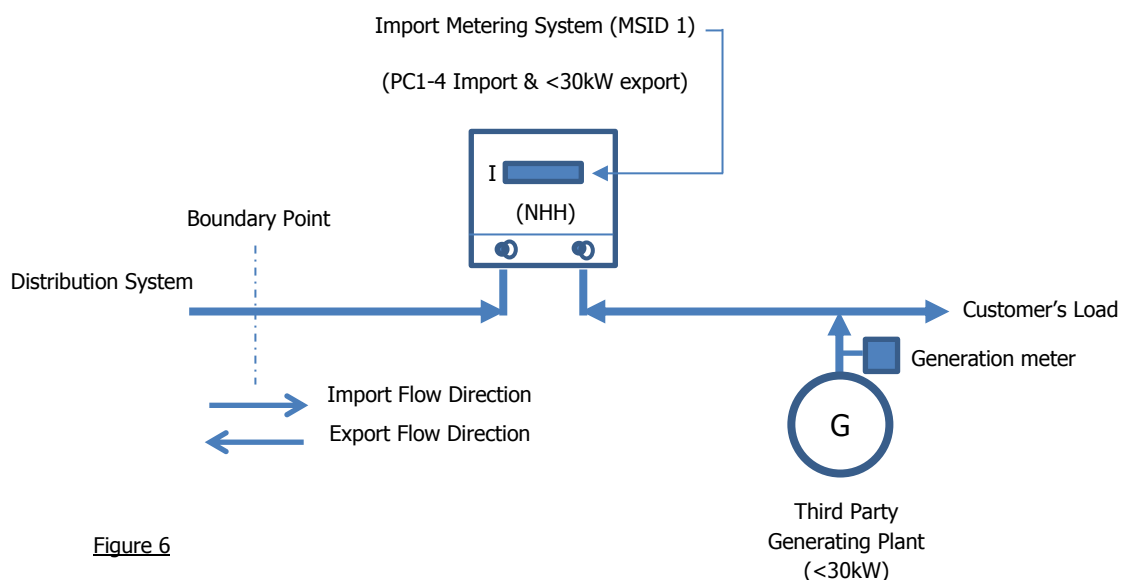 Import Metering System (MSID 1)
(PC1-4 Import & <30kW export)
I
(NHH)
Boundary Point
Distribution System
Customer's Load
Generation meter
Import Flow Direction
Export Flow Direction
G
Third Party
Generating Plant
(<30kW)
Figure 6